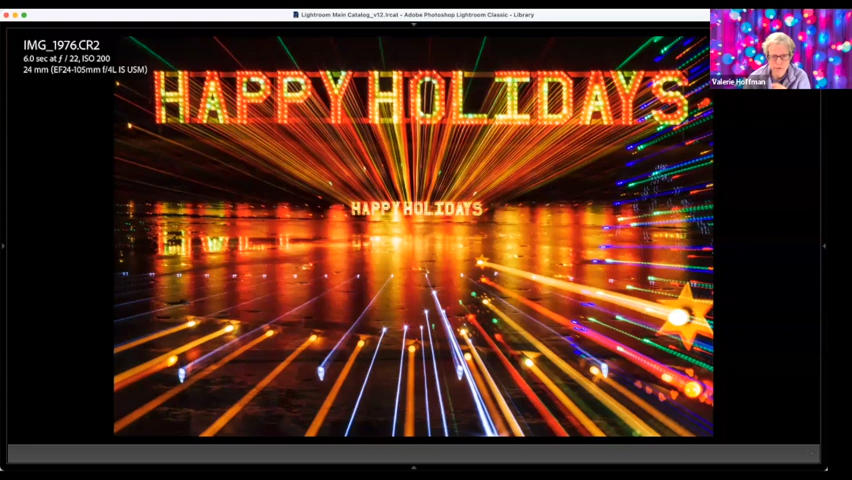 Lightroom Main Catalog_v12.lrcat - Adobe Photoshop Lightroom Classic - Library
IMG_1976.CR2
6.0 sec at ƒ / 22, ISO 200
24 mm (EF24-105mm f/4L IS USM)
Valerie Hoffman
HAPPY HOLIDAYS
HAPPY HOLIDAYS